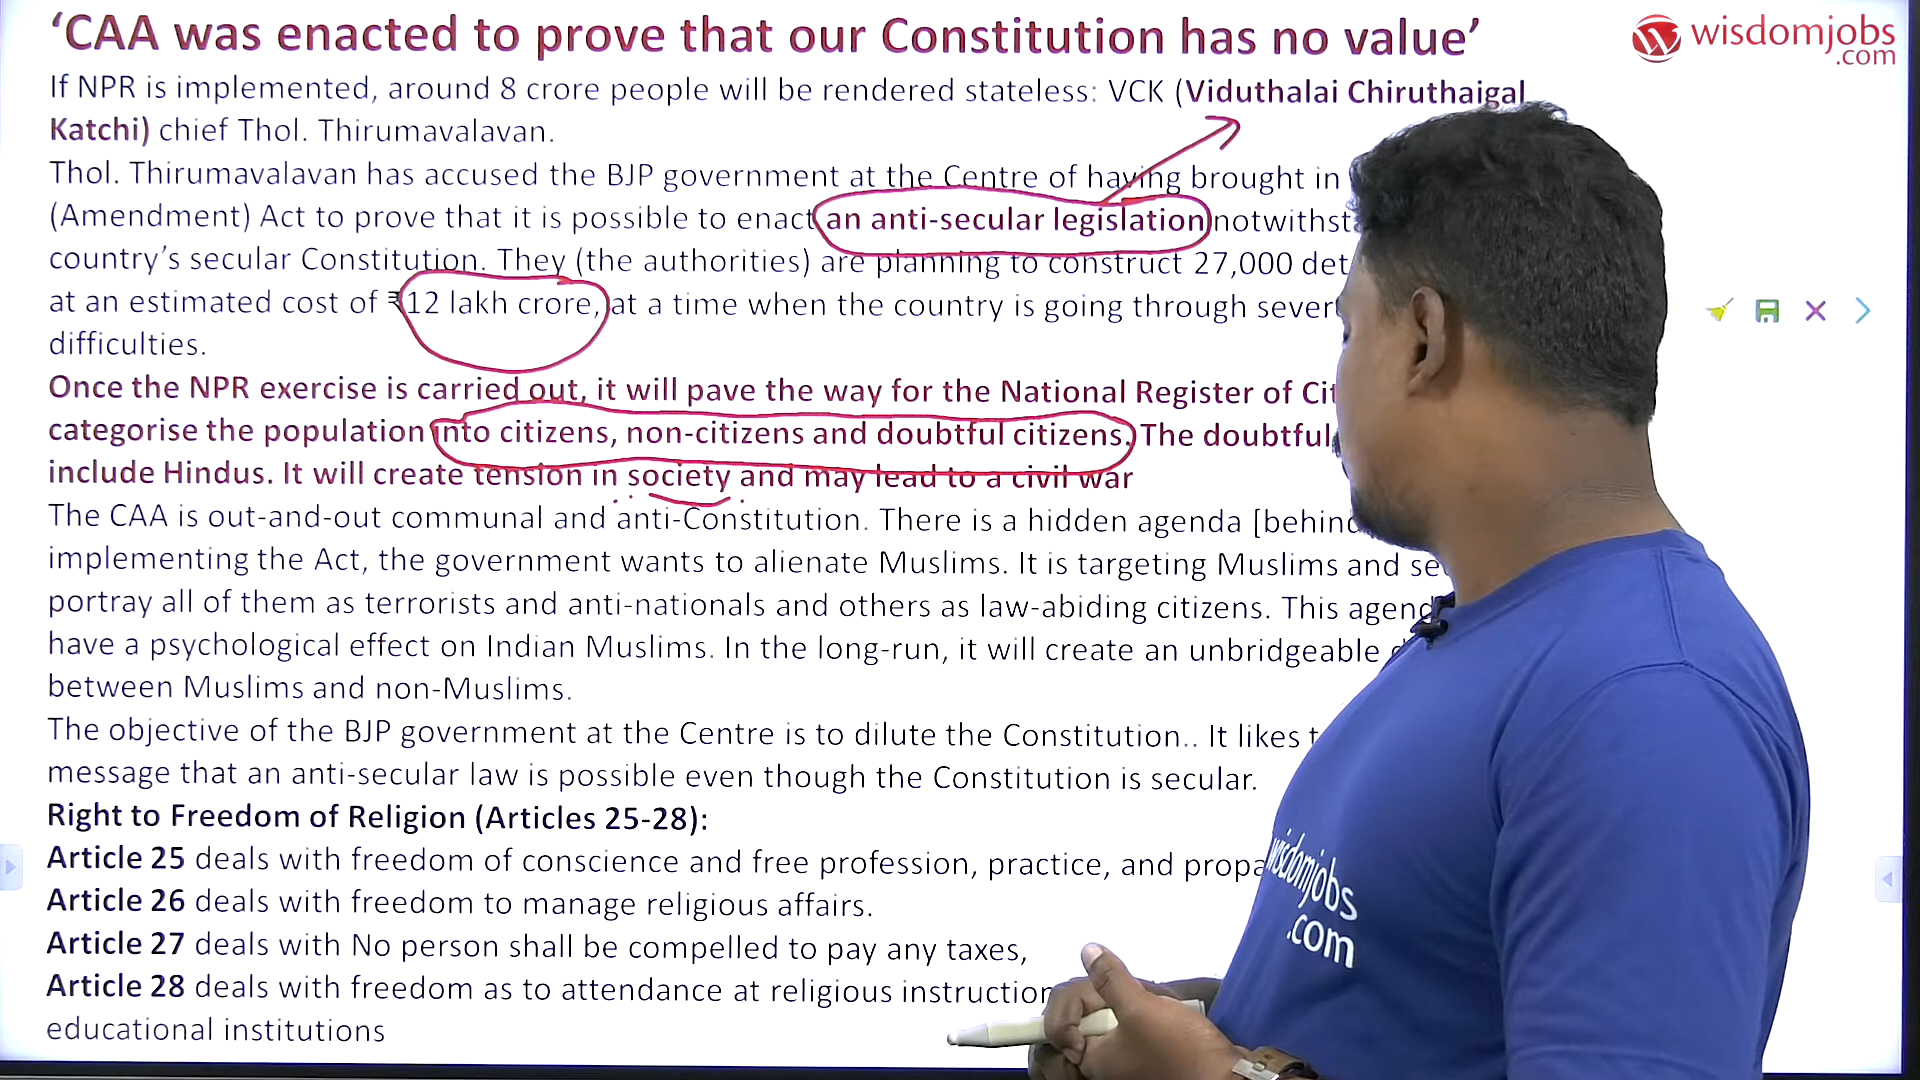 ‘CAA was enacted to prove that our Constitution has no value’
wisdomjobs
.com
If NPR is implemented, around 8 crore people will be rendered stateless: VCK (Viduthalai Chiruthaigal
Katchi) chief Thol. Thirumavalavan.
Thol. Thirumavalavan has accused the BJP government at the Centre of having brought in
(Amendment) Act to prove that it is possible to enact an anti-secular legislation
country’s secular Constitution. They (the authorities) are planning to construct 27,000
at an estimated cost of ₹12 lakh crore, at a time when the country is going through
difficulties.
Once the NPR exercise is carried out, it will pave the way for the National Register of
categorise the population into citizens, non-citizens and doubtful citizens. The doubtful
include Hindus. It will create tension in society and may lead to a civil war
The CAA is out-and-out communal and anti-Constitution. There is a hidden agenda
implementing the Act, the government wants to alienate Muslims. It is targeting Muslims and
portray all of them as terrorists and anti-nationals and others as law-abiding citizens. This
have a psychological effect on Indian Muslims. In the long-run, it will create an unbridgeable
between Muslims and non-Muslims.
The objective of the BJP government at the Centre is to dilute the Constitution.. It likes
message that an anti-secular law is possible even though the Constitution is secular.
Right to Freedom of Religion (Articles 25-28):
Article 25 deals with freedom of conscience and free profession, practice, and
Article 26 deals with freedom to manage religious affairs.
Article 27 deals with No person shall be compelled to pay any taxes,
Article 28 deals with freedom as to attendance at religious instruction
educational institutions
wisdomjobs
.com